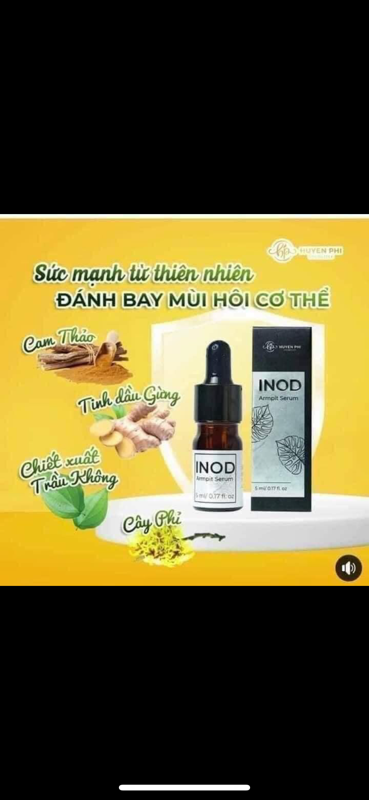 HUYEN PHI
Sức mạnh từ thiên nhiên
ĐÁNH BAY MÙI HÔI CƠ THỂ
Cam Thảo
Tinh dầu Gừng
Chiết xuất
Trầu Không
Cây Phỉ
INOD
Armpit Serum
5 ml/ 0.17 fl. oz
HUYEN PHI
INOD
Armpit Serum
5 ml/ 0.17 fl. oz